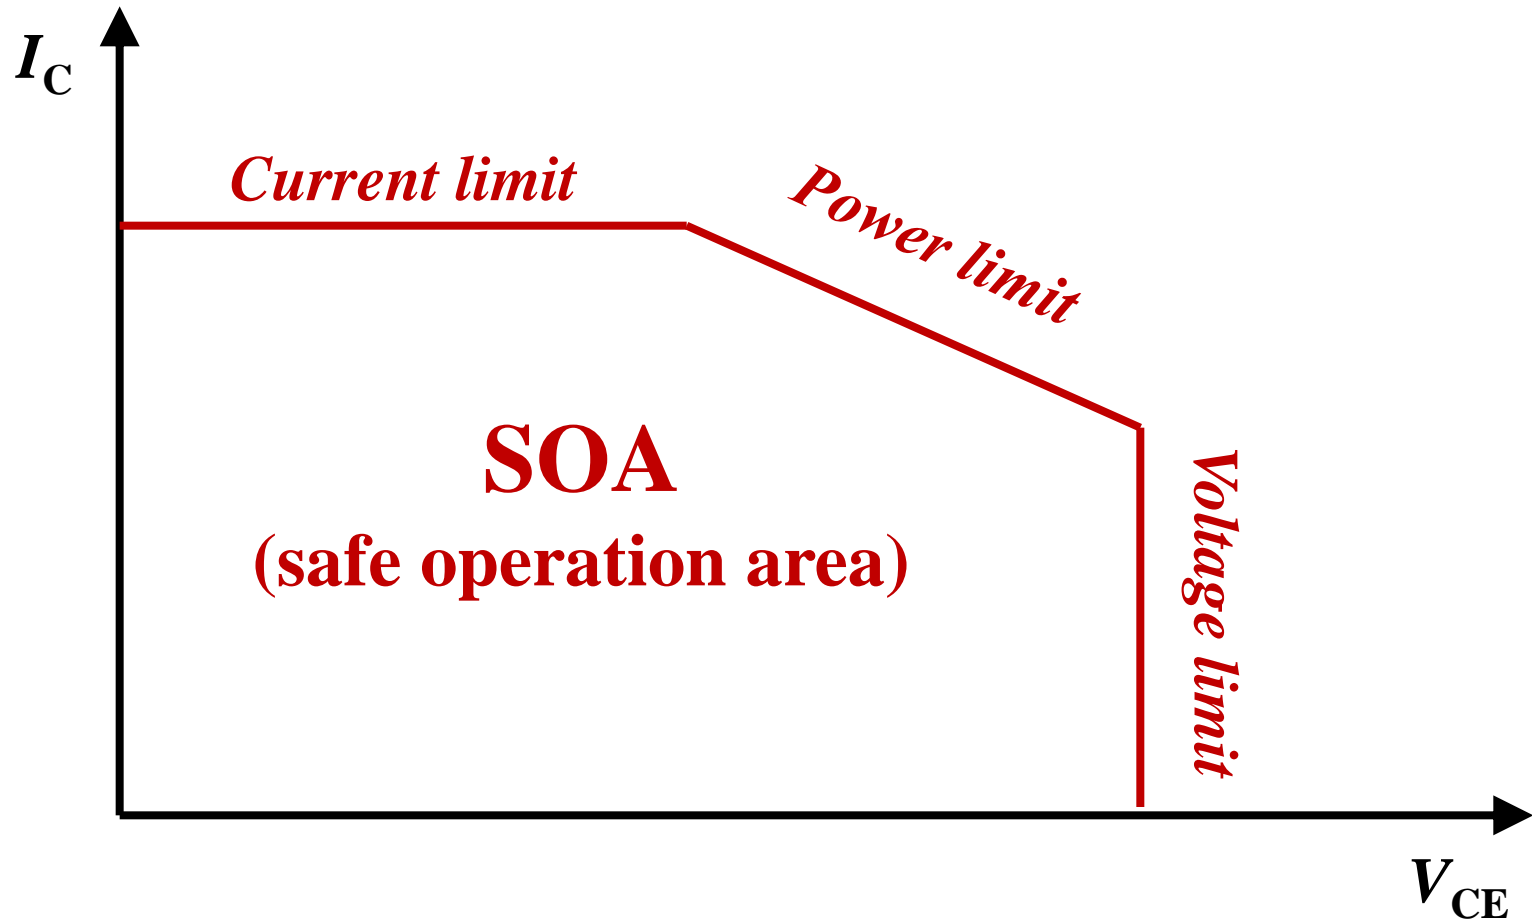 I_C
Current limit
Power limit
SOA
(safe operation area)
Voltage limit
V_CE